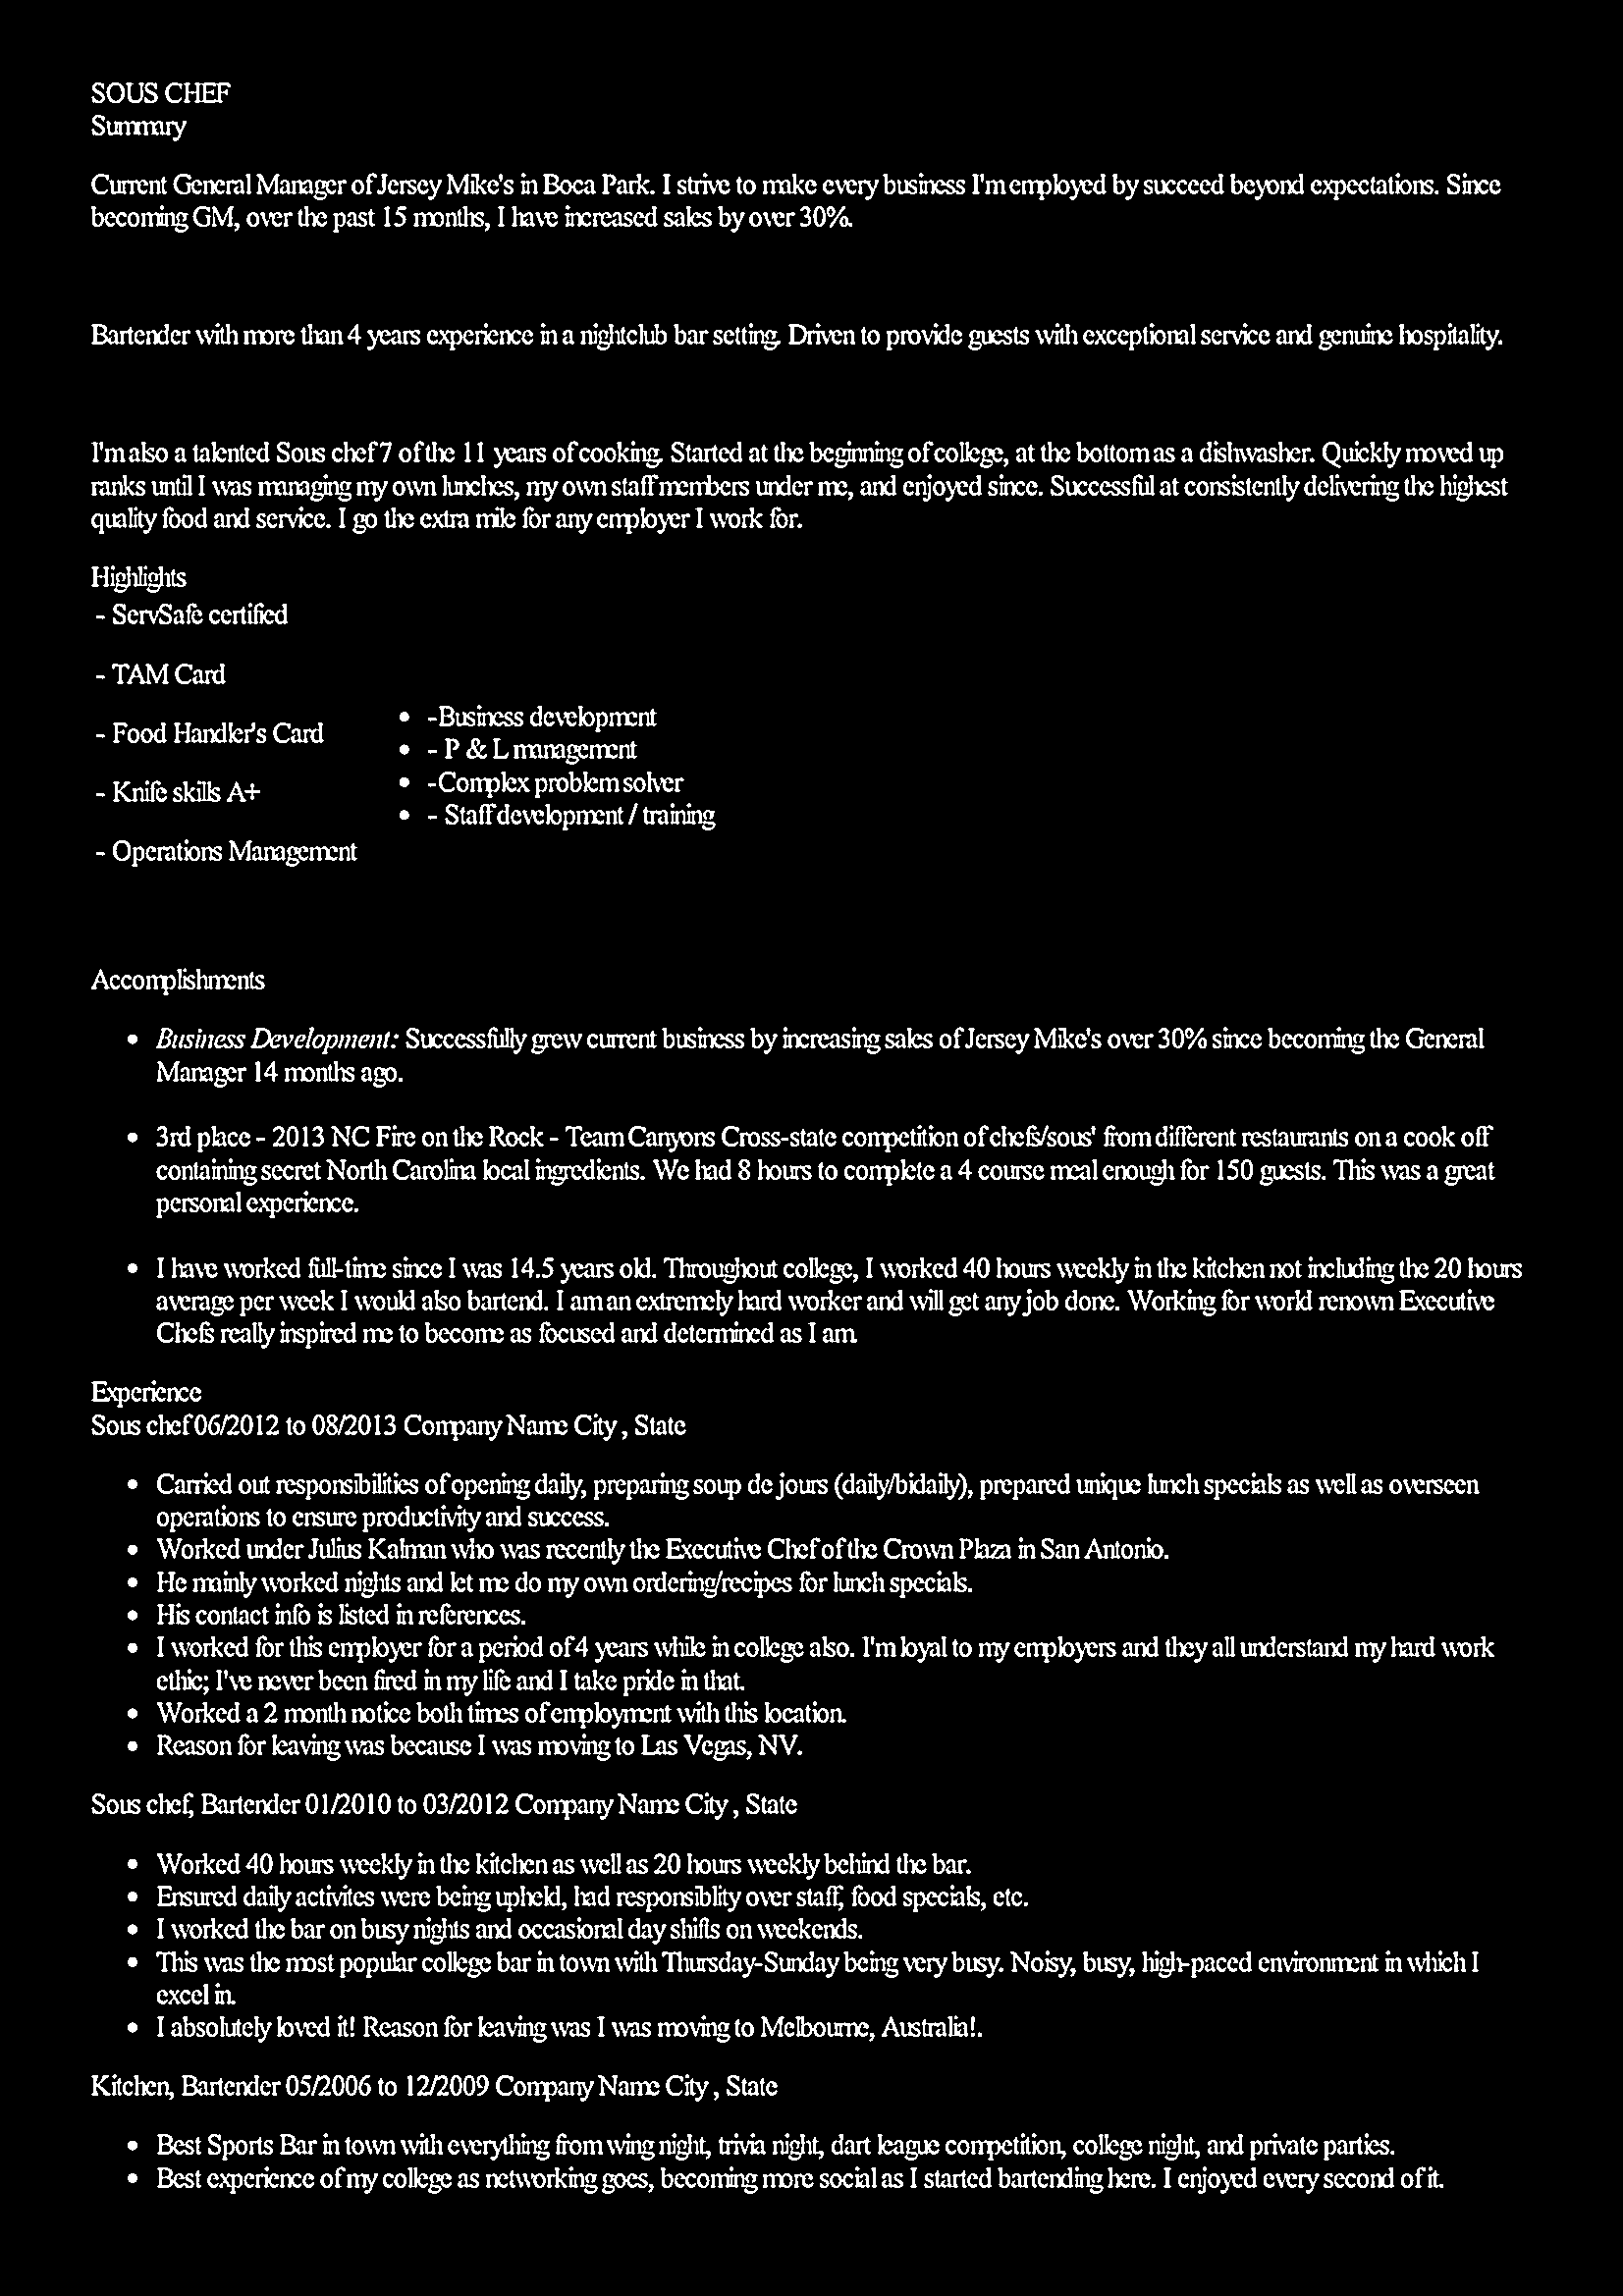 SOUS CHEF
Summary
Current General Manager of Jersey Mike's in Boca Park. I strive to make every business I'm employed by succeed beyond expectations. Since
becoming GM, over the past 15 months, I have increased sales by over 30%.
Bartender with more than 4 years experience in a nightclub bar setting. Driven to provide guests with exceptional service and genuine hospitality.
I'm also a talented Sous chef 7 of the 11 years of cooking. Started at the beginning of college, at the bottom as a dishwasher. Quickly moved up
ranks until I was managing my own lunches, my own staff members under me, and enjoyed since. Successful at consistently delivering the highest
quality food and service. I go the extra mile for any employer I work for.
Highlights
- ServSafe certified
- TAM Card
- Food Handler's Card
- Knife skills A+
- Operations Management
• -Business development
• - P & L management
• -Complex problem solver
• - Staff development / training
Accomplishments
• Business Development: Successfully grew current business by increasing sales of Jersey Mike's over 30% since becoming the General
Manager 14 months ago.
• 3rd place - 2013 NC Fire on the Rock - Team Canyons Cross-state competition of chefs/sous' from different restaurants on a cook off
containing secret North Carolina local ingredients. We had 8 hours to complete a 4 course meal enough for 150 guests. This was a great
personal experience.
• I have worked full-time since I was 14.5 years old. Throughout college, I worked 40 hours weekly in the kitchen not including the 20 hours
average per week I would also bartend. I am an extremely hard worker and will get any job done. Working for world renown Executive
Chefs really inspired me to become as focused and determined as I am.
Experience
Sous chef 06/2012 to 08/2013 Company Name City , State
• Carried out responsibilities of opening daily, preparing soup de jours (daily/bidaily), prepared unique lunch specials as well as overseen
operations to ensure productivity and success.
• Worked under Julius Kalman who was recently the Executive Chef of the Crown Plaza in San Antonio.
• He mainly worked nights and let me do my own ordering/recipes for lunch specials.
• His contact info is listed in references.
• I worked for this employer for a period of 4 years while in college also. I'm loyal to my employers and they all understand my hard work
ethic; I've never been fired in my life and I take pride in that.
• Worked a 2 month notice both times of employment with this location.
• Reason for leaving was because I was moving to Las Vegas, NV.
Sous chef, Bartender 01/2010 to 03/2012 Company Name City , State
• Worked 40 hours weekly in the kitchen as well as 20 hours weekly behind the bar.
• Ensured daily activites were being upheld, had responsiblity over staff, food specials, etc.
• I worked the bar on busy nights and occasional day shifts on weekends.
• This was the most popular college bar in town with Thursday-Sunday being very busy. Noisy, busy, high-paced environment in which I
excel in.
• I absolutely loved it! Reason for leaving was I was moving to Melbourne, Australia!.
Kitchen, Bartender 05/2006 to 12/2009 Company Name City , State
• Best Sports Bar in town with everything from wing night, trivia night, dart league competition, college night, and private parties.
• Best experience of my college as networking goes, becoming more social as I started bartending here. I enjoyed every second of it.